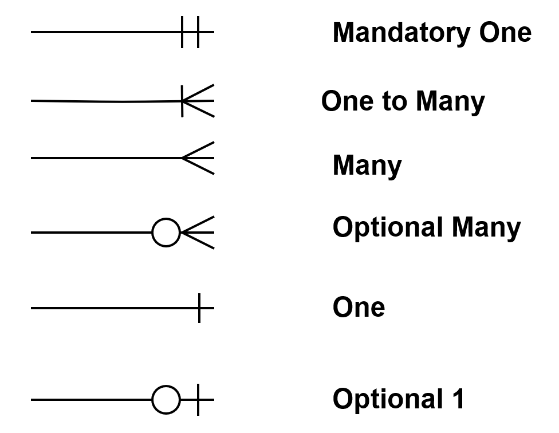 Mandatory One
One to Many
Many
Optional Many
One
Optional 1